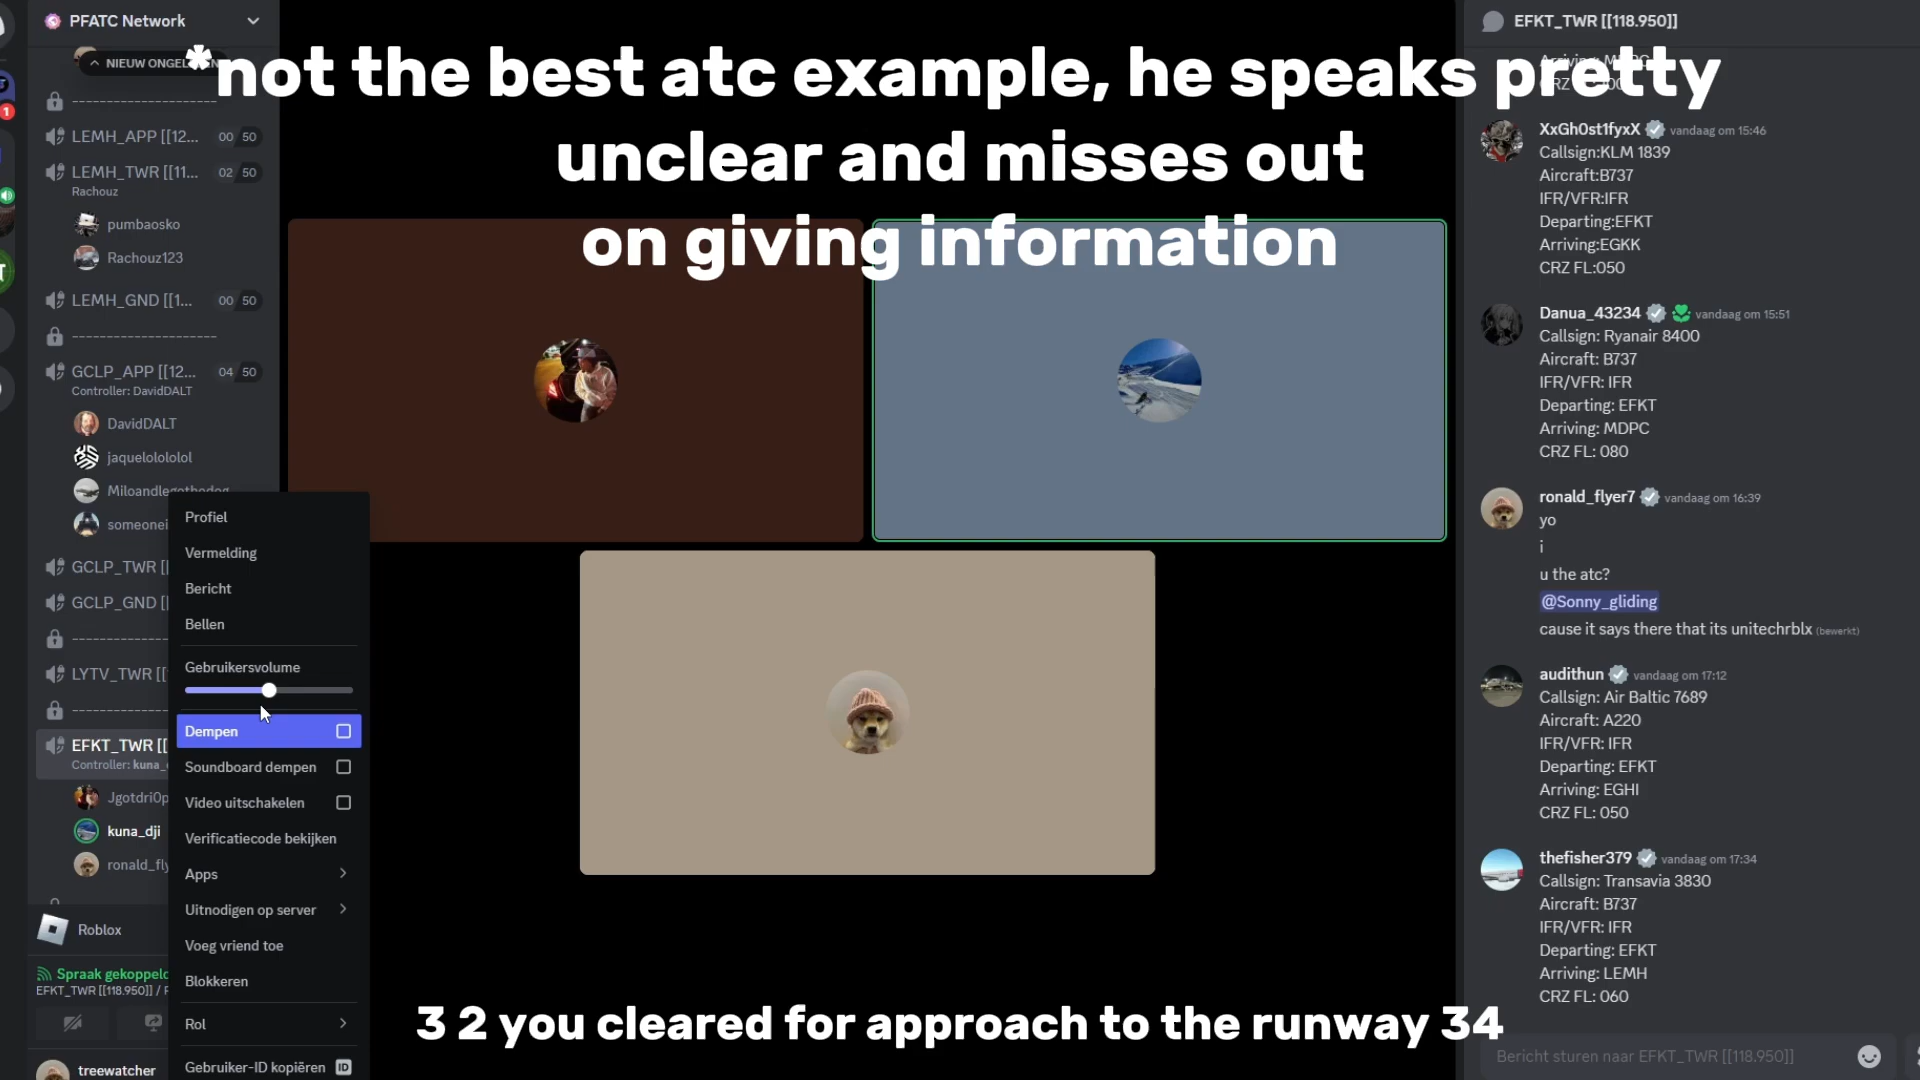 PFATC Network
NIEUW ONGEL
--------------------
LEMH_APP [[12... 00 50
LEMH_TWR [[11... 02 50
Rachouz
pumbaosko
Rachouz123
LEMH_GND [[1... 00 50
--------------------
GCLP_APP [[12... 04 50
Controller: DavidDALT
DavidDALT
jaquelolololol
Miloandlegothedog
someonei
GCLP_TWR [
GCLP_GND [[
LYTV_TWR [[
EFKT_TWR [[
Controller: kuna_
Jgotdri0p
kuna_dji
ronald_fly
Roblox
Spraak gekoppeld
EFKT_TWR [[118.950]] / F
treewatcher
Profiel
Vermelding
Bericht
Bellen
Gebruikersvolume
Dempen
Soundboard dempen
Video uitschakelen
Verificatiecode bekijken
Apps
Uitnodigen op server
Voeg vriend toe
Blokkeren
Rol
Gebruiker-ID kopiëren ID
*not the best atc example, he speaks pretty
unclear and misses out
on giving information
3 2 you cleared for approach to the runway 34
EFKT_TWR [[118.950]]
XxGh0st1fyxX vandaag om 15:46
Callsign:KLM 1839
Aircraft:B737
IFR/VFR:IFR
Departing:EFKT
Arriving:EGKK
CRZ FL:050
Danua_43234 vandaag om 15:51
Callsign: Ryanair 8400
Aircraft: B737
IFR/VFR: IFR
Departing: EFKT
Arriving: MDPC
CRZ FL: 080
ronald_flyer7 vandaag om 16:39
yo
i
u the atc?
@Sonny_gliding
cause it says there that its unitechrblx (bewerkt)
audithun vandaag om 17:12
Callsign: Air Baltic 7689
Aircraft: A220
IFR/VFR: IFR
Departing: EFKT
Arriving: EGHI
CRZ FL: 050
thefisher379 vandaag om 17:34
Callsign: Transavia 3830
Aircraft: B737
IFR/VFR: IFR
Departing: EFKT
Arriving: LEMH
CRZ FL: 060
Bericht sturen naar EFKT_TWR [[118.950]]